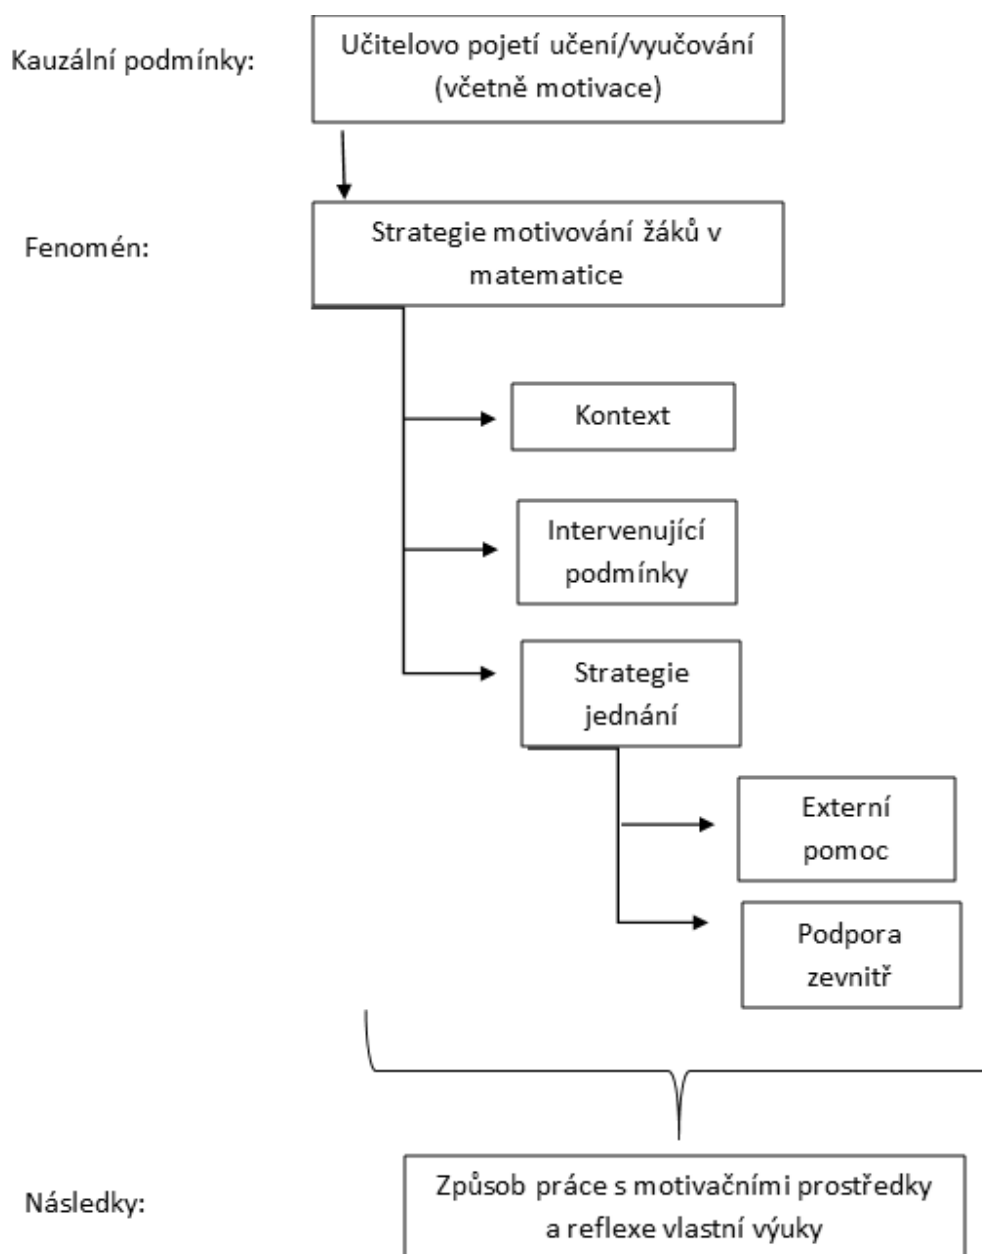 Kauzální podmínky:
Učitelovo pojetí učení/vyučování
(včetně motivace)
Fenomén:
Strategie motivování žáků v
matematice
Kontext
Intervenující
podmínky
Strategie
jednání
Externí
pomoc
Podpora
zevnitř
Následky:
Způsob práce s motivačními prostředky
a reflexe vlastní výuky